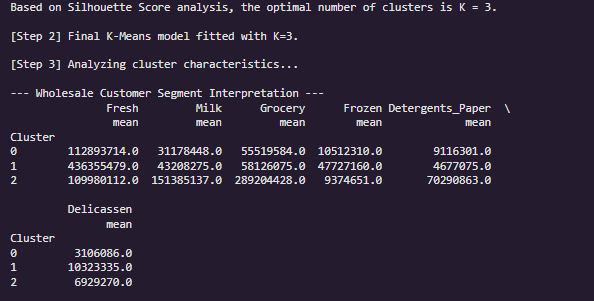 Based on Silhouette Score analysis, the optimal number of clusters is K = 3.
[Step 2] Final K-Means model fitted with K=3.
[Step 3] Analyzing cluster characteristics...
--- Wholesale Customer Segment Interpretation ---
Fresh Milk Grocery Frozen Detergents_Paper \
mean mean mean mean mean
Cluster
0 112893714.0 31178448.0 55519584.0 10512310.0 9116301.0
1 436355479.0 43208275.0 58126075.0 47727160.0 4677075.0
2 109980112.0 151385137.0 289204428.0 9374651.0 70290863.0
Delicassen
mean
Cluster
0 3106086.0
1 10323335.0
2 6929270.0